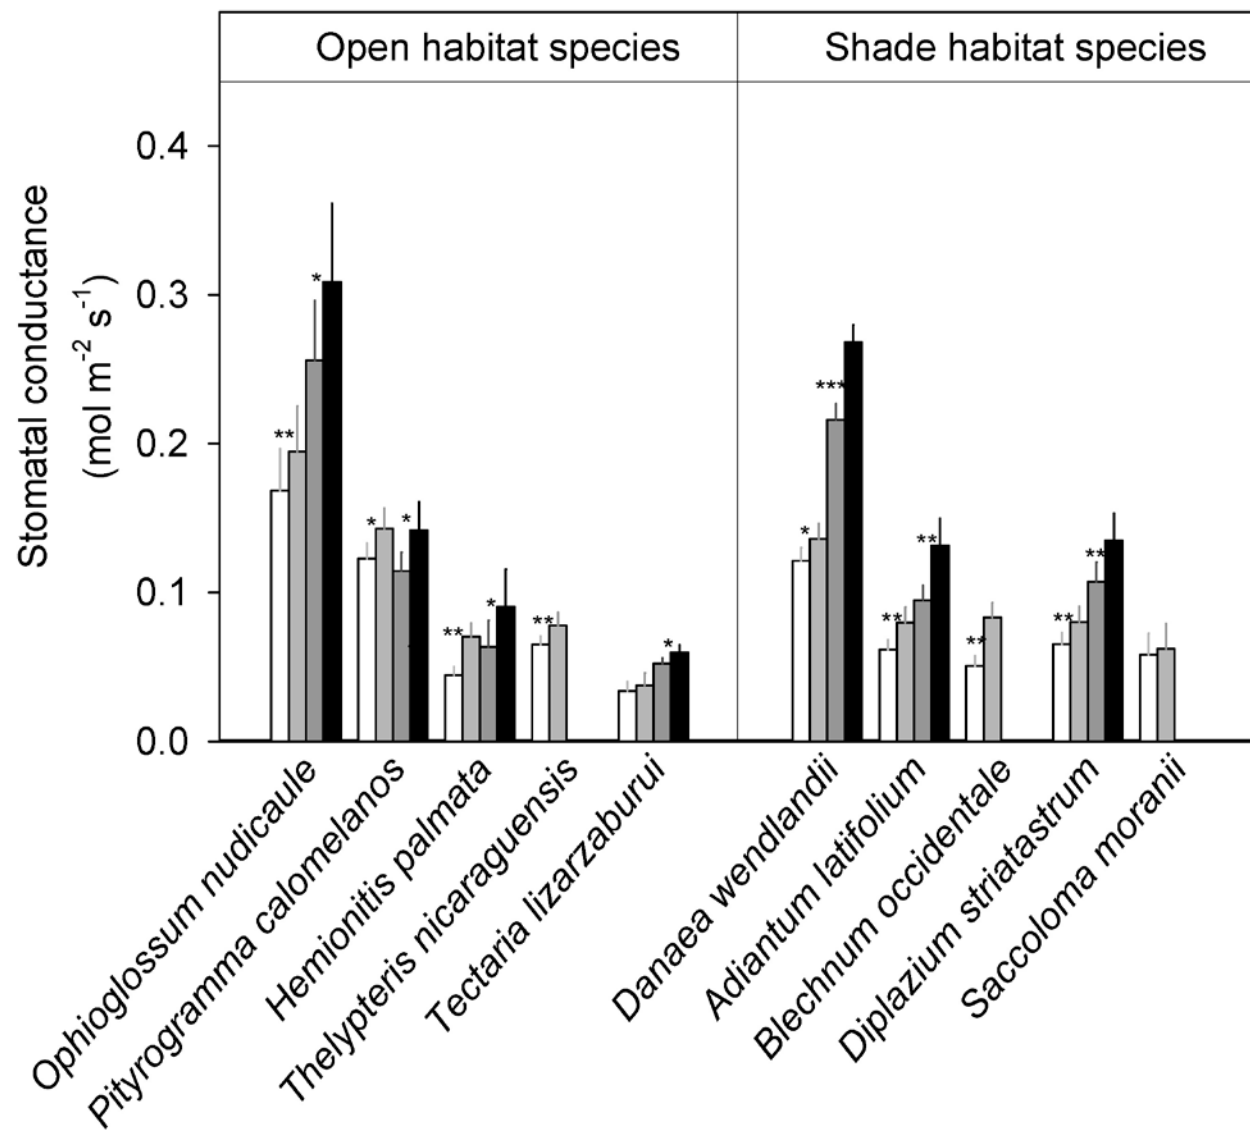 Open habitat species
Shade habitat species
Stomatal conductance
(mol m-2 s-1)
0.4
0.3
0.2
0.1
0.0
**
*
*
*
**
*
**
*
*
***
**
**
**
**
**
Ophioglossum nudicaule
Pityrogramma calomelanos
Hemionitis palmata
Thelypteris nicaraguensis
Tectaria lizarzaburui
Danaea wendlandii
Adiantum latifolium
Blechnum occidentale
Diplazium striatastrum
Saccoloma moranii